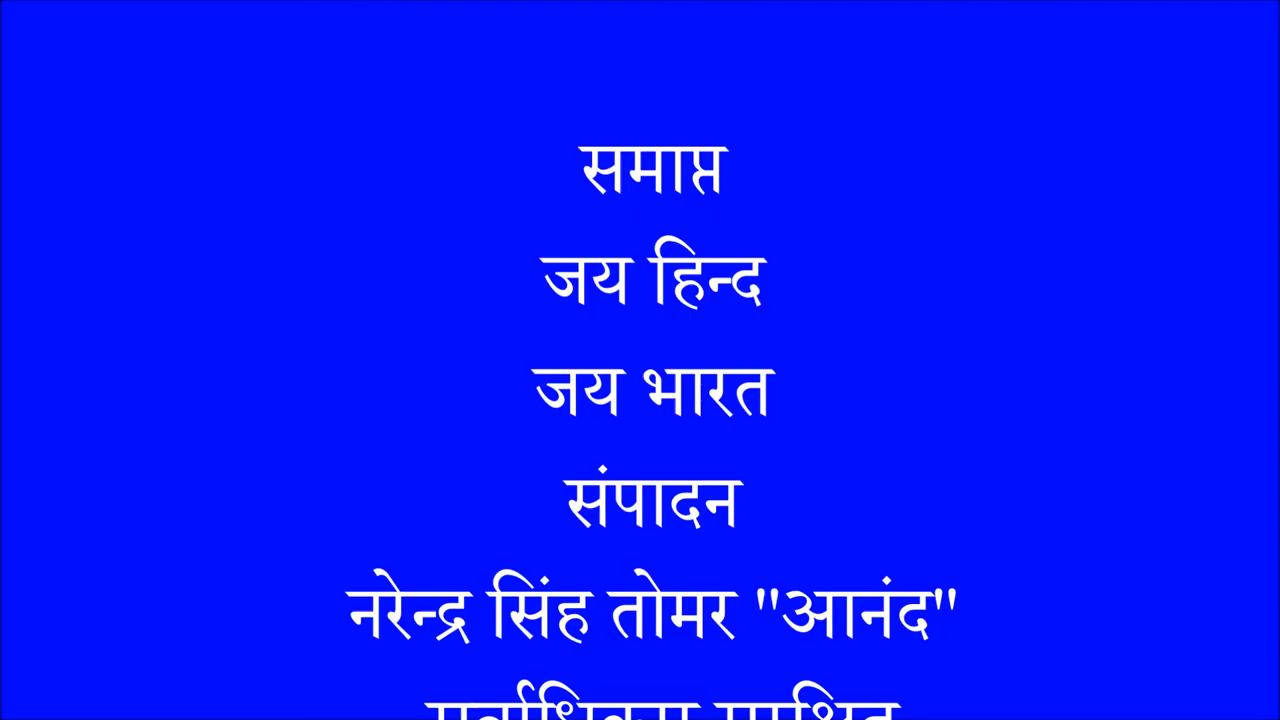 समाप्त
जय हिन्द
जय भारत
संपादन
नरेन्द्र सिंह तोमर "आनंद"